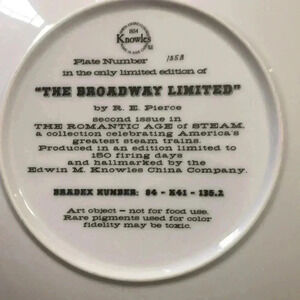 1854
Knowles
Plate Number
in the only limited edition of
"THE BROADWAY LIMITED"
by R. E. Pierce
second issue in
THE ROMANTIC AGE of STEAM,
a collection celebrating America's
greatest steam trains.
Produced in an edition limited to
150 firing days
and hallmarked by the
Edwin M. Knowles China Company.
BRADEX NUMBER: 84 - K41 - 135.2
Art object — not for food use.
Rare pigments used for color
fidelity may be toxic.